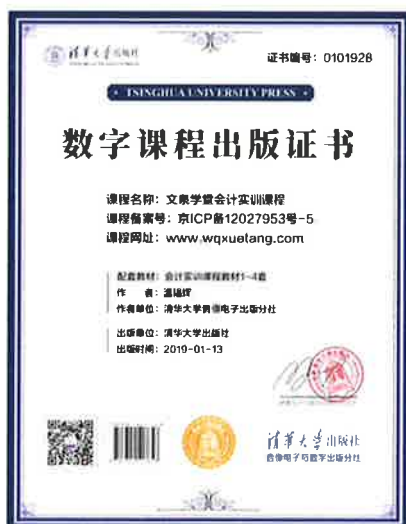 清华大学出版社
证书编号：0101928
TSINGHUA UNIVERSITY PRESS
数字课程出版证书
课程名称：文泉学堂会计实训课程
课程备案号：京ICP备12027953号-5
课程网址：www.wqxuetang.com
配套教材：会计实训课程教材1-4套
作 者：温
作者单位：清华大学 电子出版分社
出版单位：清华大学出版社
出版时间：2019-01-13
清华大学出版社
音像电子与数字出版分社